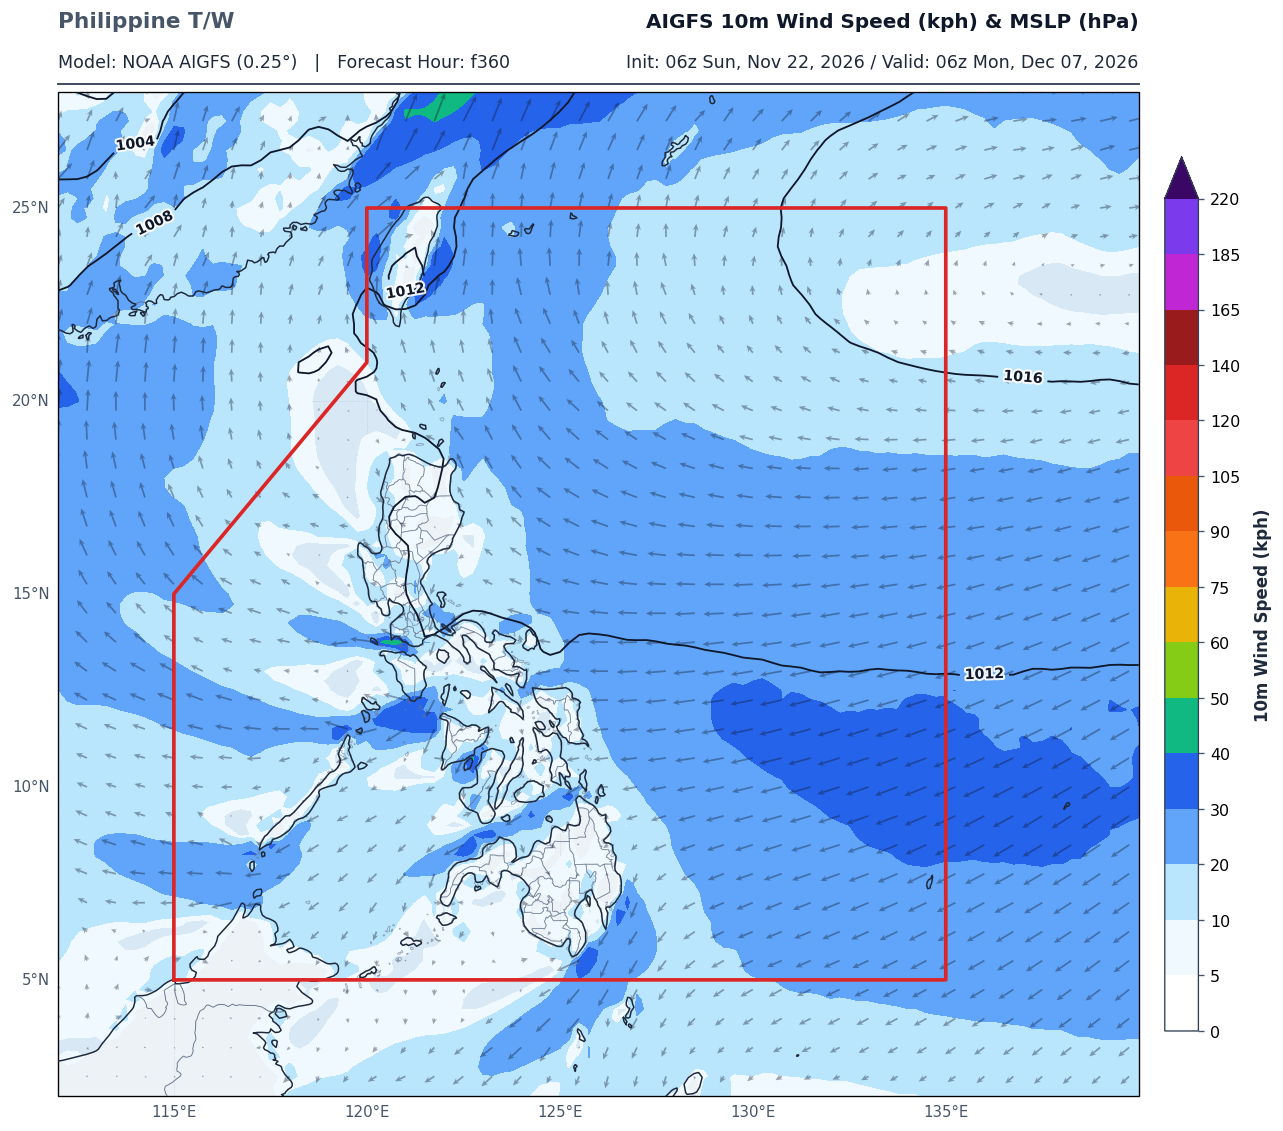 Philippine T/W
AIGFS 10m Wind Speed (kph) & MSLP (hPa)
Model: NOAA AIGFS (0.25°) | Forecast Hour: f360
Init: 06z Sun, Nov 22, 2026 / Valid: 06z Mon, Dec 07, 2026
1004
1008
1012
1016
1012
25°N
20°N
15°N
10°N
5°N
115°E
120°E
125°E
130°E
135°E
220
185
165
140
120
105
90
75
60
50
40
30
20
10
5
0
10m Wind Speed (kph)